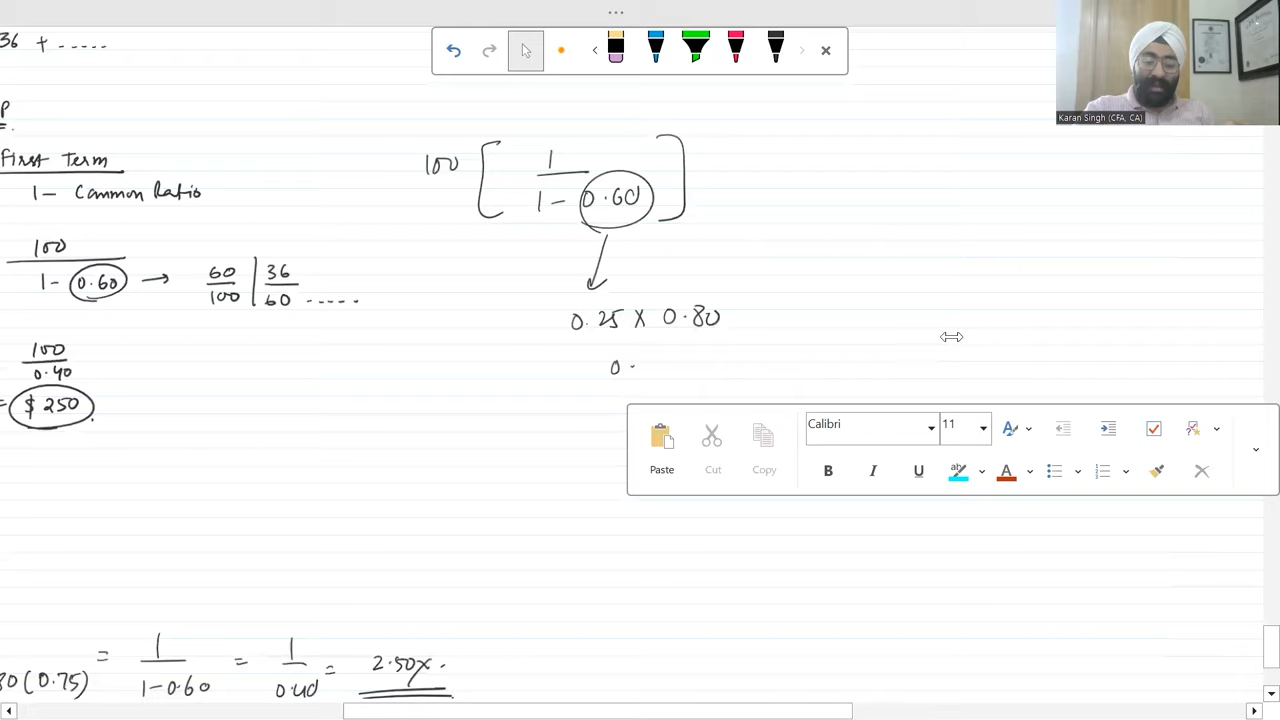 36 + .....
P
First Term
1 - Common Ratio
100
1 - 0.60 → 60/100 | 36/60 .....
100
0.40
= $ 250
100 [ 1 / 1 - 0.60 ]
0.25 X 0.80
0.
Karan Singh (CFA, CA)
Paste
Cut
Copy
Calibri
11
B I U ab A
80 (0.75) = 1 / 1-0.60 = 1 / 0.40 = 2.50x.